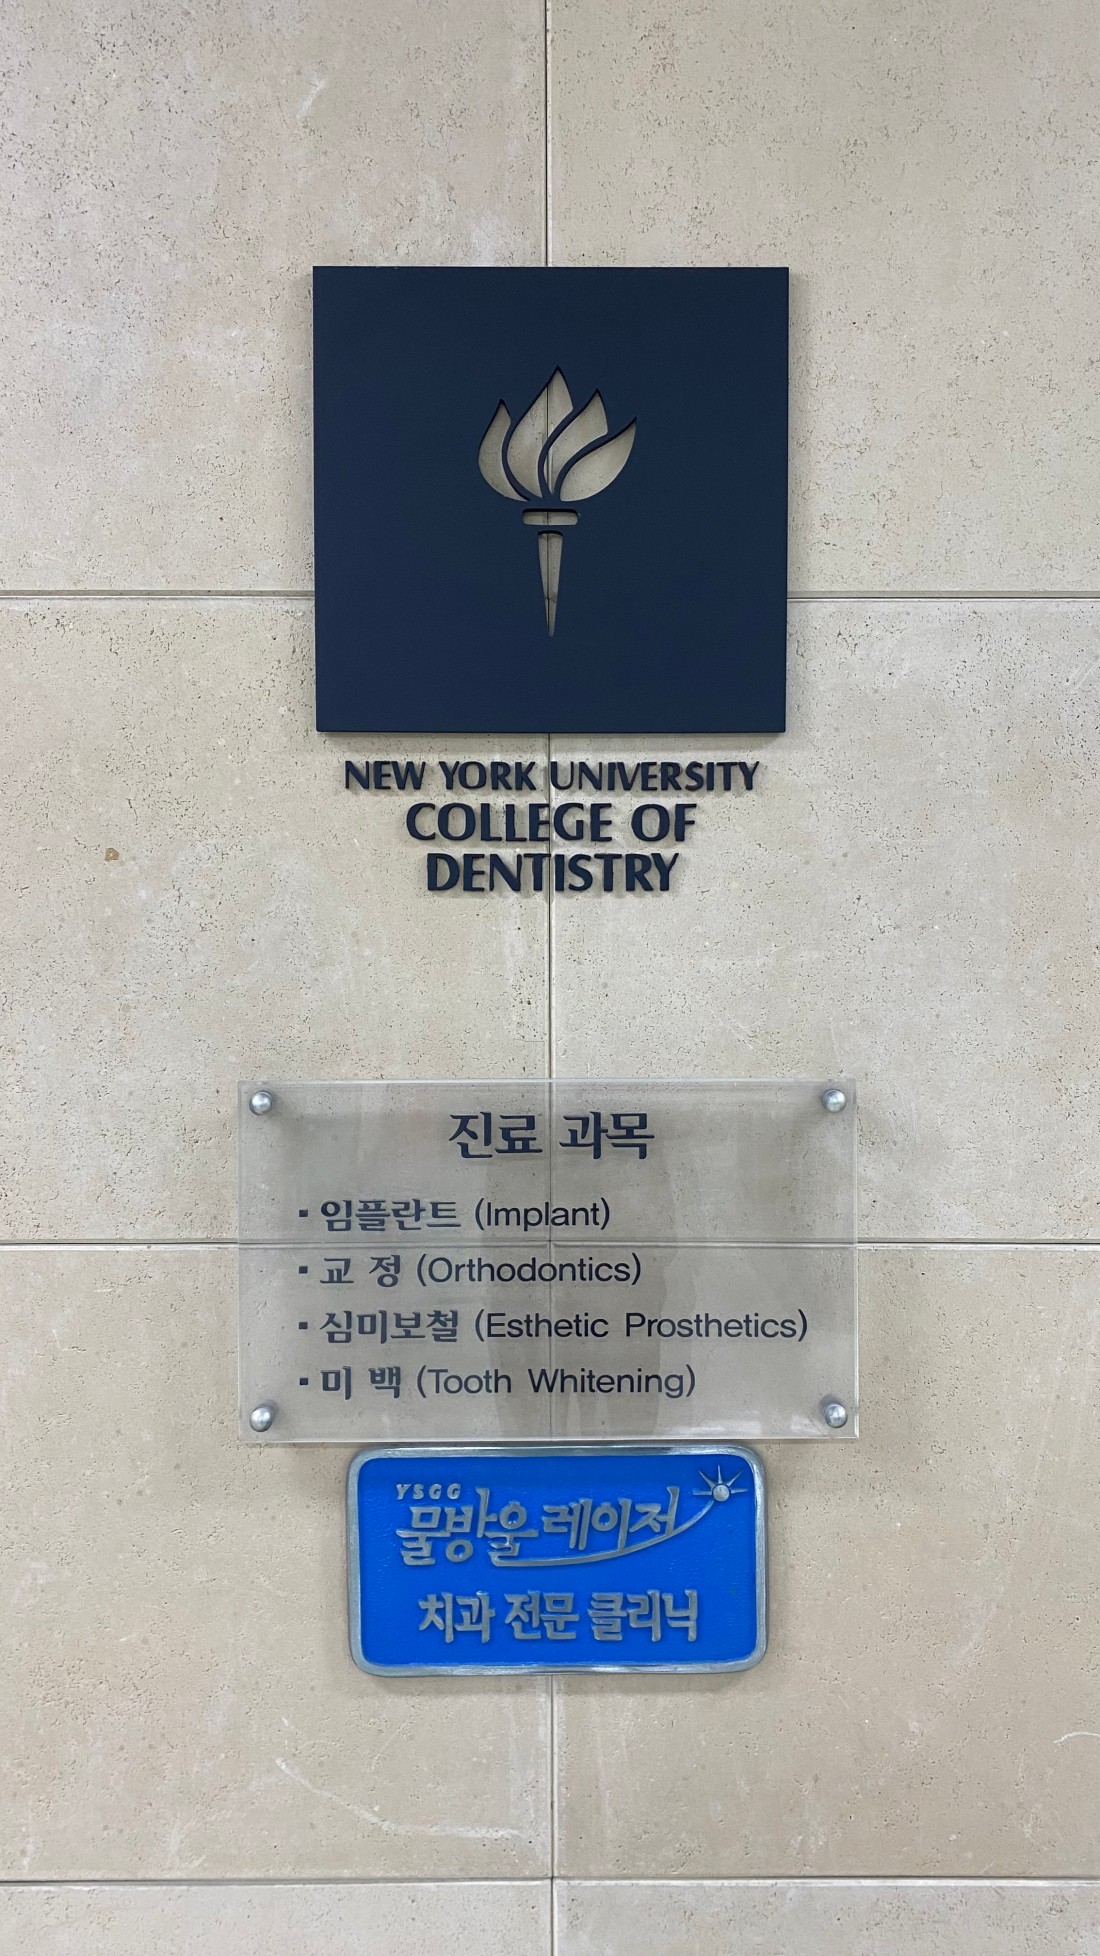 NEW YORK UNIVERSITY
COLLEGE OF
DENTISTRY
진료 과목
▪ 임플란트 (Implant)
▪ 교 정 (Orthodontics)
▪ 심미보철 (Esthetic Prosthetics)
▪ 미 백 (Tooth Whitening)
YSGG
물방울 레이저
치과 전문 클리닉